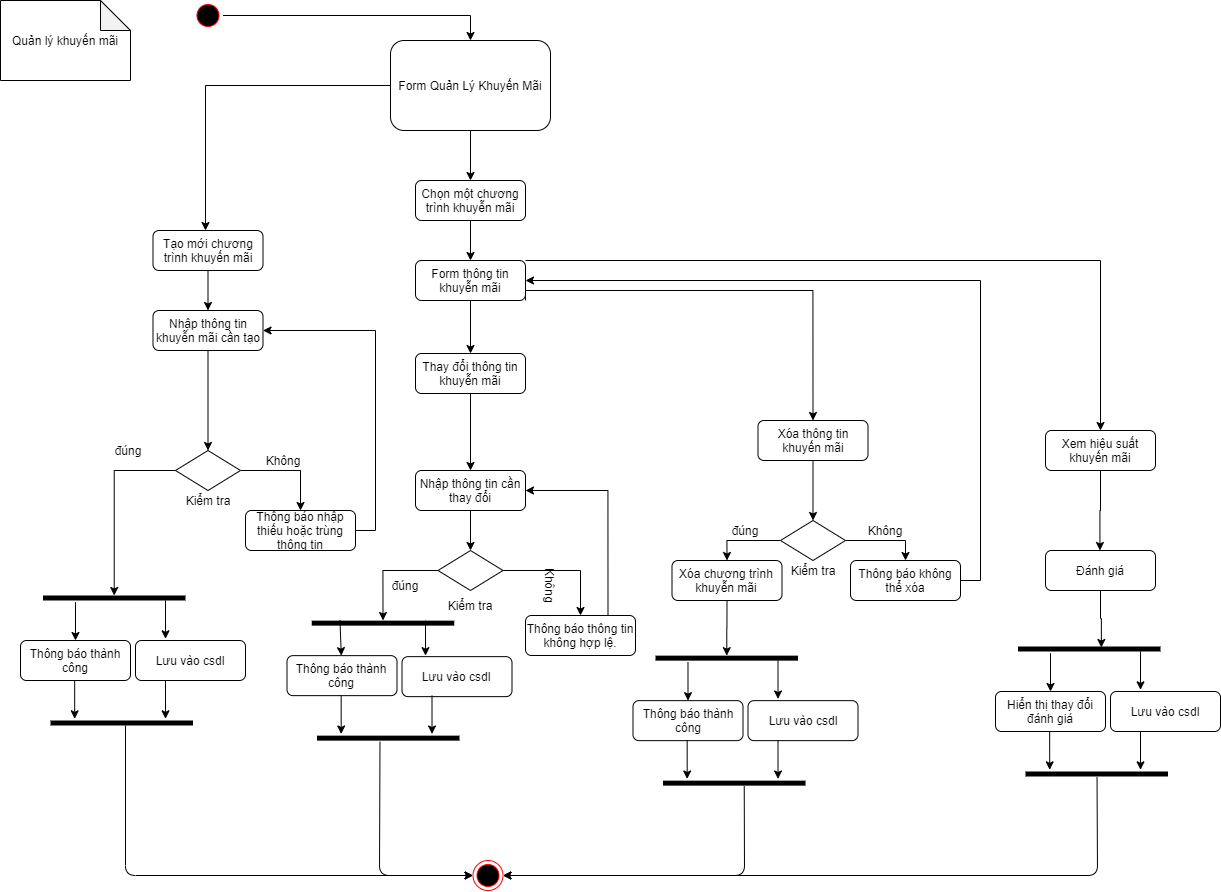 Quản lý khuyến mãi
Form Quản Lý Khuyến Mãi
Chọn một chương
trình khuyến mãi
Tạo mới chương
trình khuyến mãi
Form thông tin
khuyến mãi
Nhập thông tin
khuyến mãi cần tạo
Thay đổi thông tin
khuyến mãi
Xóa thông tin
khuyến mãi
Xem hiệu suất
khuyến mãi
đúng
Không
Kiểm tra
Thông báo nhập
thiếu hoặc trùng
thông tin
Nhập thông tin cần
thay đổi
đúng
Không
Kiểm tra
Thông báo thông tin
không hợp lệ.
đúng
Không
Kiểm tra
Xóa chương trình
khuyến mãi
Thông báo không
thể xóa
Đánh giá
Thông báo thành
công
Lưu vào csdl
Thông báo thành
công
Lưu vào csdl
Thông báo thành
công
Lưu vào csdl
Hiển thị thay đổi
đánh giá
Lưu vào csdl